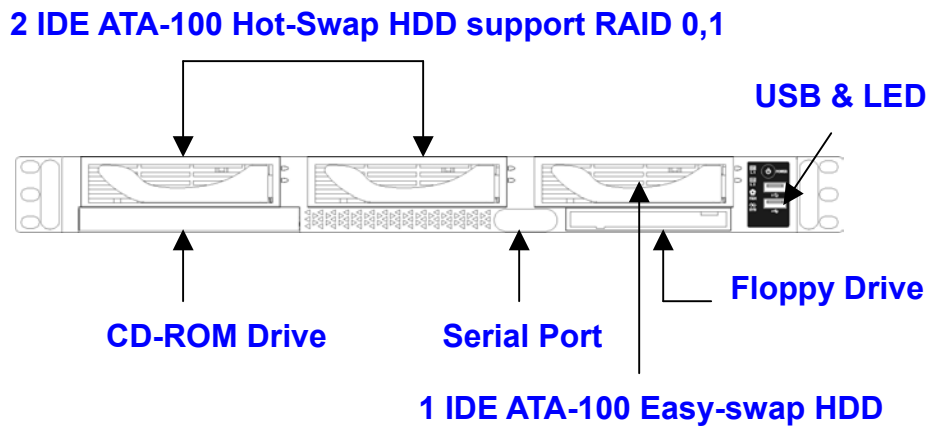 2 IDE ATA-100 Hot-Swap HDD support RAID 0,1
USB & LED
Floppy Drive
CD-ROM Drive
Serial Port
1 IDE ATA-100 Easy-swap HDD